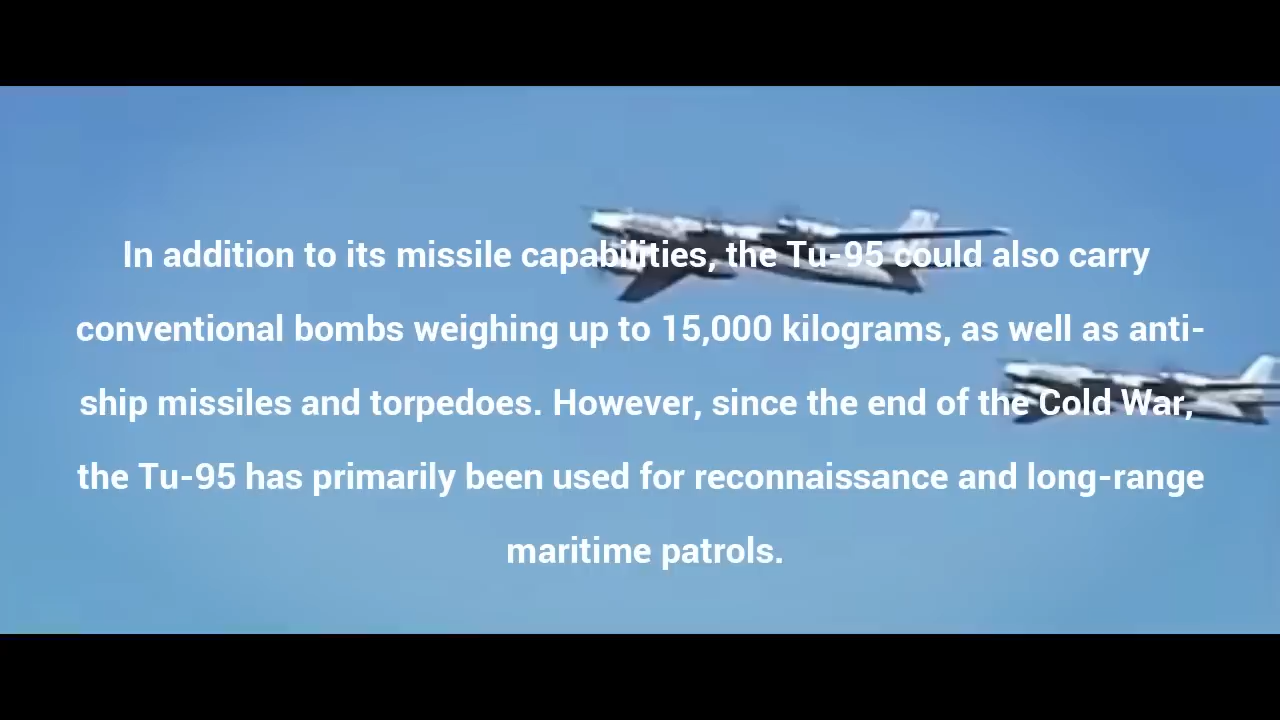 In addition to its missile capabilities, the Tu-95 could also carry
conventional bombs weighing up to 15,000 kilograms, as well as anti-
ship missiles and torpedoes. However, since the end of the Cold War,
the Tu-95 has primarily been used for reconnaissance and long-range
maritime patrols.